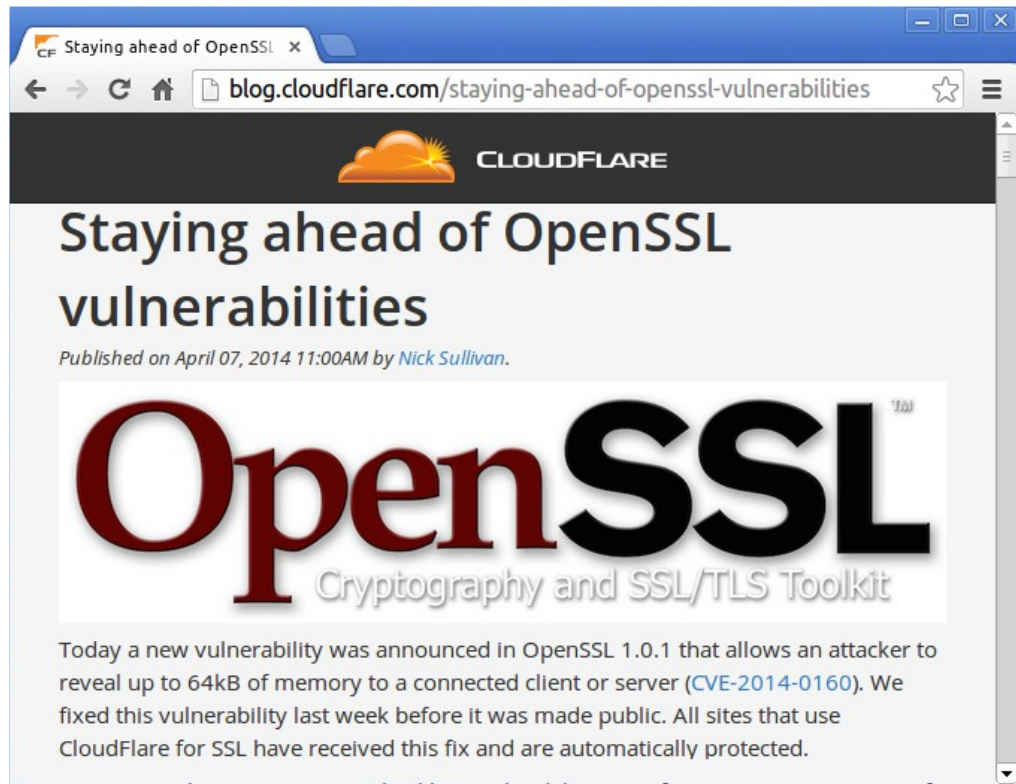 Staying ahead of OpenSSL
blog.cloudflare.com/staying-ahead-of-openssl-vulnerabilities
CLOUDFLARE
Staying ahead of OpenSSL
vulnerabilities
Published on April 07, 2014 11:00AM by Nick Sullivan.
OpenSSL™
Cryptography and SSL/TLS Toolkit
Today a new vulnerability was announced in OpenSSL 1.0.1 that allows an attacker to
reveal up to 64kB of memory to a connected client or server (CVE-2014-0160). We
fixed this vulnerability last week before it was made public. All sites that use
CloudFlare for SSL have received this fix and are automatically protected.